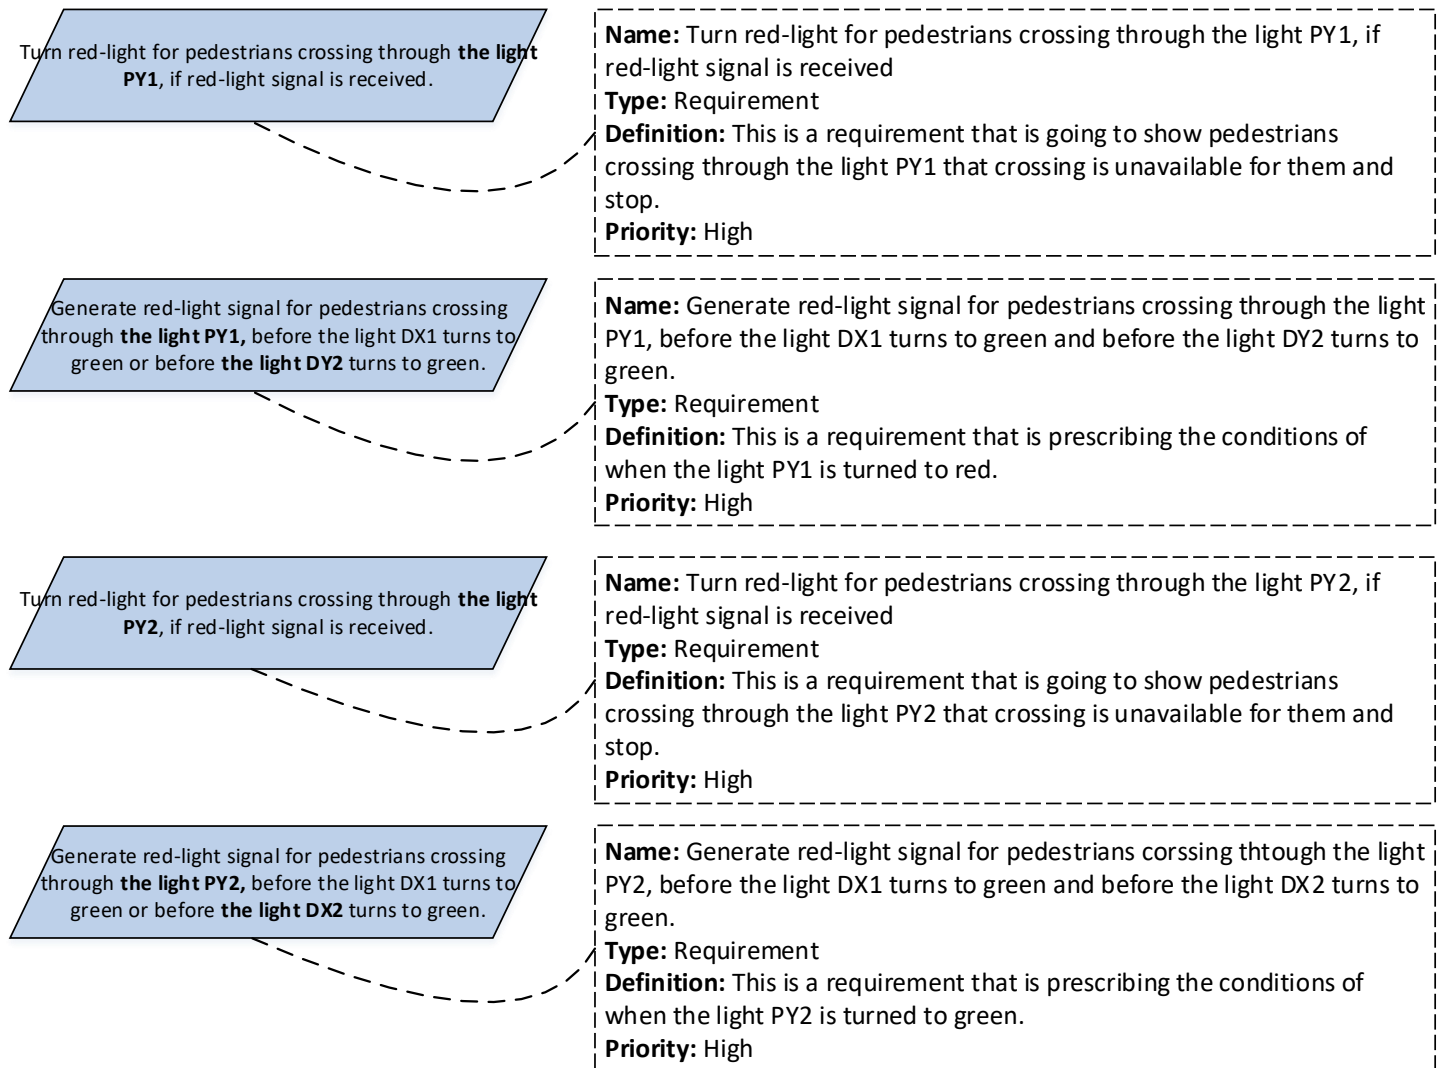 Turn red-light for pedestrians crossing through the light
PY1, if red-light signal is received.
Name: Turn red-light for pedestrians crossing through the light PY1, if
red-light signal is received
Type: Requirement
Definition: This is a requirement that is going to show pedestrians
crossing through the light PY1 that crossing is unavailable for them and
stop.
Priority: High
Generate red-light signal for pedestrians crossing
through the light PY1, before the light DX1 turns to
green or before the light DY2 turns to green.
Name: Generate red-light signal for pedestrians crossing through the light
PY1, before the light DX1 turns to green and before the light DY2 turns to
green.
Type: Requirement
Definition: This is a requirement that is prescribing the conditions of
when the light PY1 is turned to red.
Priority: High
Turn red-light for pedestrians crossing through the light
PY2, if red-light signal is received.
Name: Turn red-light for pedestrians crossing through the light PY2, if
red-light signal is received
Type: Requirement
Definition: This is a requirement that is going to show pedestrians
crossing through the light PY2 that crossing is unavailable for them and
stop.
Priority: High
Generate red-light signal for pedestrians crossing
through the light PY2, before the light DX1 turns to
green or before the light DX2 turns to green.
Name: Generate red-light signal for pedestrians corssing thtough the light
PY2, before the light DX1 turns to green and before the light DX2 turns to
green.
Type: Requirement
Definition: This is a requirement that is prescribing the conditions of
when the light PY2 is turned to green.
Priority: High